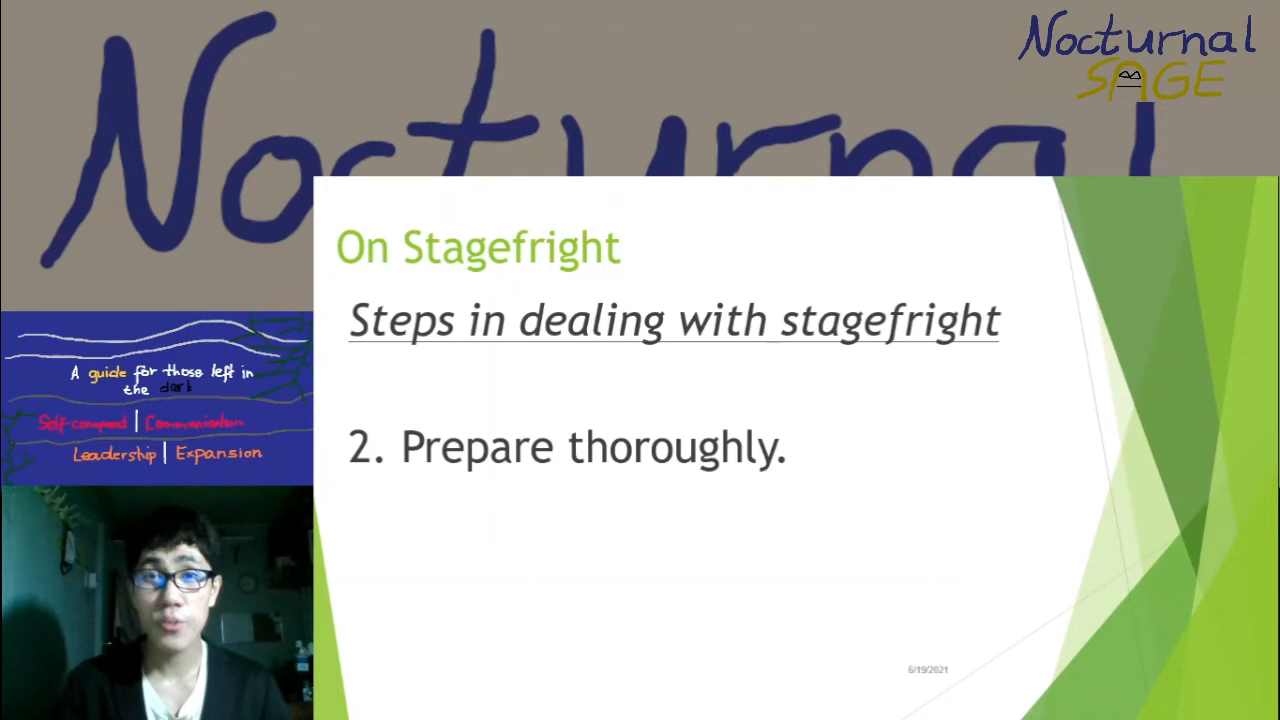 Nocturnal
Nocturnal
SAGE
On Stagefright
Steps in dealing with stagefright
A guide for those left in
the dark
Self-compond | Communication
Leadership | Expansion
2. Prepare thoroughly.
6/19/2021